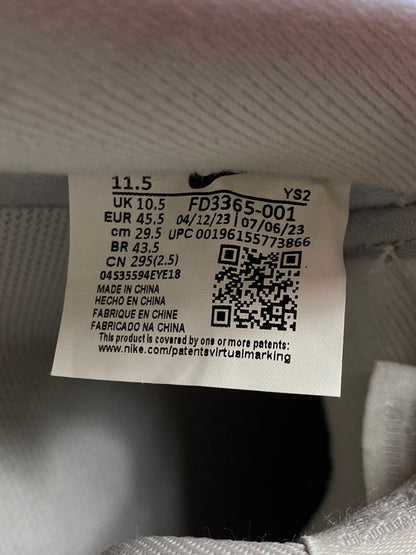 11.5 YS2
UK 10.5 FD3365-001
EUR 45.5 04/12/23 | 07/06/23
cm 29.5 UPC 00196155773866
BR 43.5
CN 295(2.5)
04S35594EYE18
MADE IN CHINA
HECHO EN CHINA
FABRIQUE EN CHINE
FABRICADO NA CHINA
This product is covered by one or more patents:
www.nike.com/patentsvirtualmarking